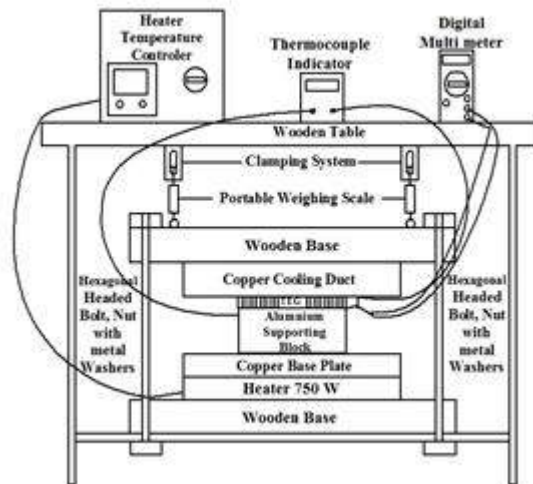 Heater
Temperature
Controler
Thermocouple
Indicator
Digital
Multi meter
Wooden Table
Clamping System
Portable Weighing Scale
Wooden Base
Copper Cooling Duct
TEG
Aluminium
Supporting
Block
Copper Base Plate
Heater 750 W
Wooden Base
Hexagonal
Headed
Bolt, Nut
with
metal
Washers
Hexagonal
Headed
Bolt, Nut
with
metal
Washers